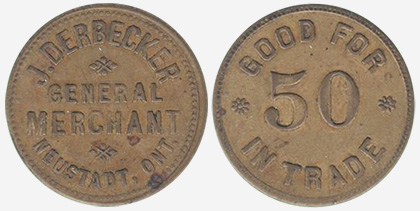 J. DERBECKER
GENERAL
MERCHANT
NEUSTADT, ONT.
GOOD FOR
50
IN TRADE